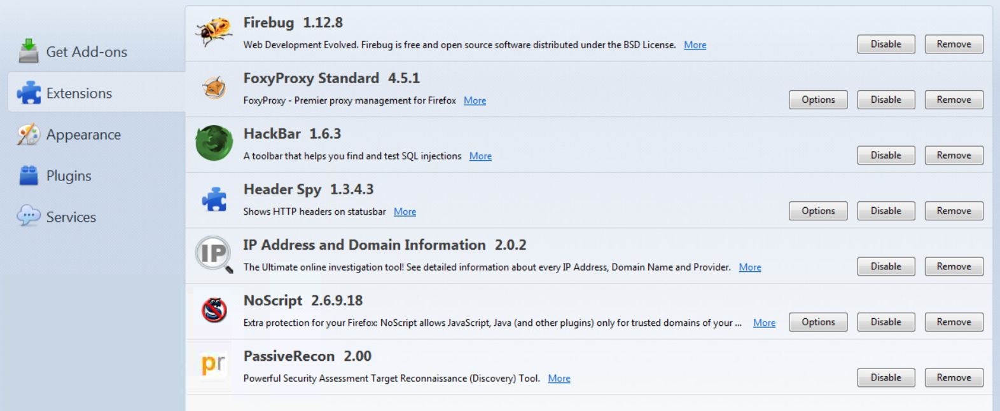 Get Add-ons
Extensions
Appearance
Plugins
Services
Firebug 1.12.8
Web Development Evolved. Firebug is free and open source software distributed under the BSD License. More
Disable Remove
FoxyProxy Standard 4.5.1
FoxyProxy - Premier proxy management for Firefox More
Options Disable Remove
HackBar 1.6.3
A toolbar that helps you find and test SQL injections More
Disable Remove
Header Spy 1.3.4.3
Shows HTTP headers on statusbar More
Options Disable Remove
IP
IP Address and Domain Information 2.0.2
The Ultimate online investigation tool! See detailed information about every IP Address, Domain Name and Provider. More
Disable Remove
S
NoScript 2.6.9.18
Extra protection for your Firefox: NoScript allows JavaScript, Java (and other plugins) only for trusted domains of your ... More
Options Disable Remove
pr
PassiveRecon 2.00
Powerful Security Assessment Target Reconnaissance (Discovery) Tool. More
Disable Remove